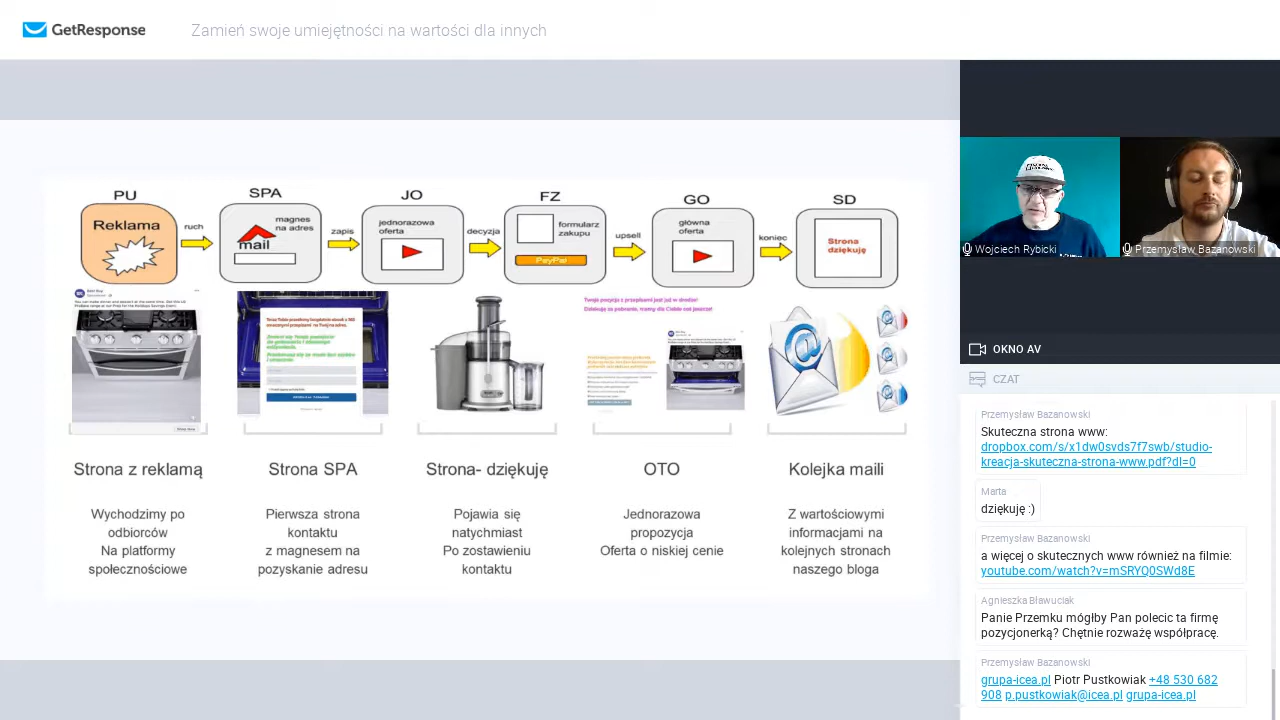 GetResponse
Zamień swoje umiejętności na wartości dla innych
PU
SPA
JO
FZ
GO
SD
Reklama
ruch
magnes
na adres
mail
zapis
jednorazowa
oferta
decyzja
formularz
zakupu
PayPal
upsell
główna
oferta
koniec
Strona
dziękuję
Strona z reklamą
Strona SPA
Strona- dziękuję
OTO
Kolejka maili
Wychodzimy po
odbiorców
Na platformy
społecznościowe
Pierwsza strona
kontaktu
z magnesem na
pozyskanie adresu
Pojawia się
natychmiast
Po zostawieniu
kontaktu
Jednorazowa
propozycja
Oferta o niskiej cenie
Z wartościowymi
informacjami na
kolejnych stronach
naszego bloga
Wojciech Rybicki
Przemysław Bazanowski
OKNO AV
CZAT
Przemysław Bazanowski
Skuteczna strona www:
dropbox.com/s/x1dw0svds7f7swb/studio-
kreacja-skuteczna-strona-www.pdf?dl=0
Marta
dziękuję :)
Przemysław Bazanowski
a więcej o skutecznych www również na filmie:
youtube.com/watch?v=mSRYQ0SWd8E
Agnieszka Bławuciak
Panie Przemku mógłby Pan polecic ta firmę
pozycjonerką? Chętnie rozważę współpracę.
Przemysław Bazanowski
grupa-icea.pl Piotr Pustkowiak +48 530 682
908 p.pustkowiak@icea.pl grupa-icea.pl